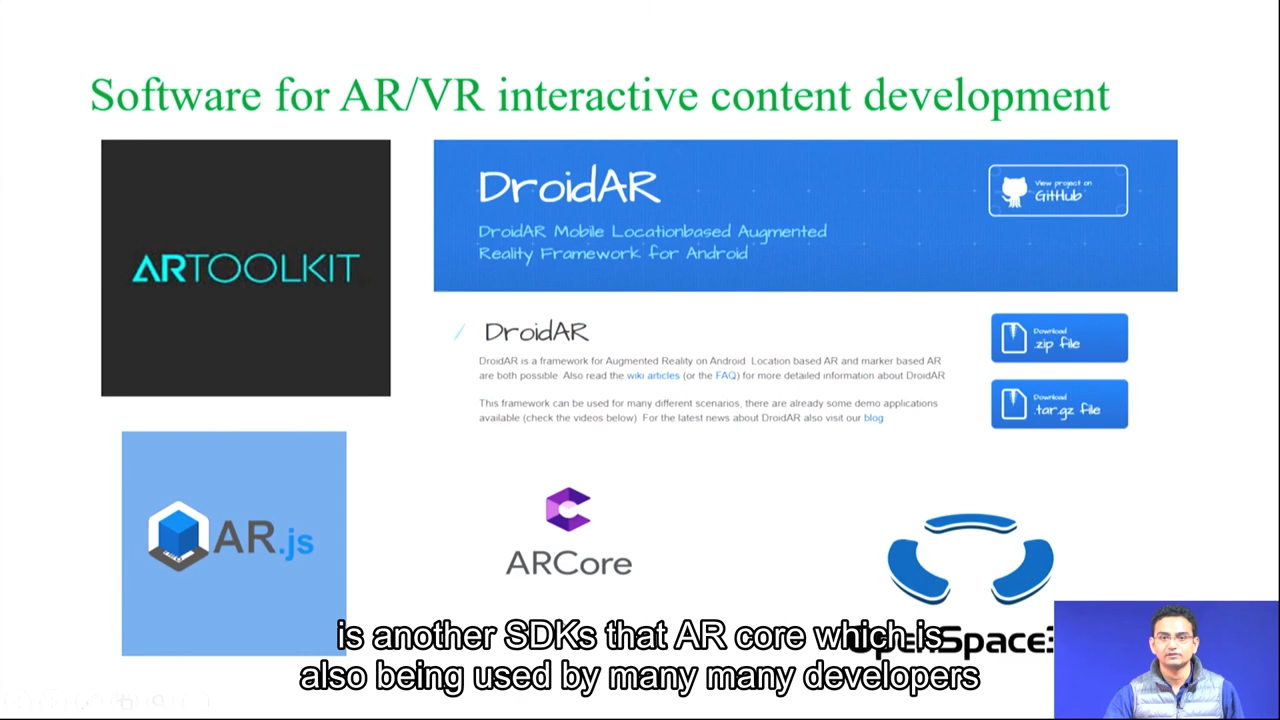 Software for AR/VR interactive content development
ARTOOLKIT
DroidAR
DroidAR Mobile Locationbased Augmented
Reality Framework for Android
View project on
GitHub
DroidAR
DroidAR is a framework for Augmented Reality on Android. Location based AR and marker based AR
are both possible. Also read the wiki articles (or the FAQ) for more detailed information about DroidAR
This framework can be used for many different scenarios, there are already some demo applications
available (check the videos below). For the latest news about DroidAR also visit our blog
Download
.zip file
Download
.tar.gz file
AR.js
ARCore
OpenSpace3
is another SDKs that AR core which is
also being used by many many developers